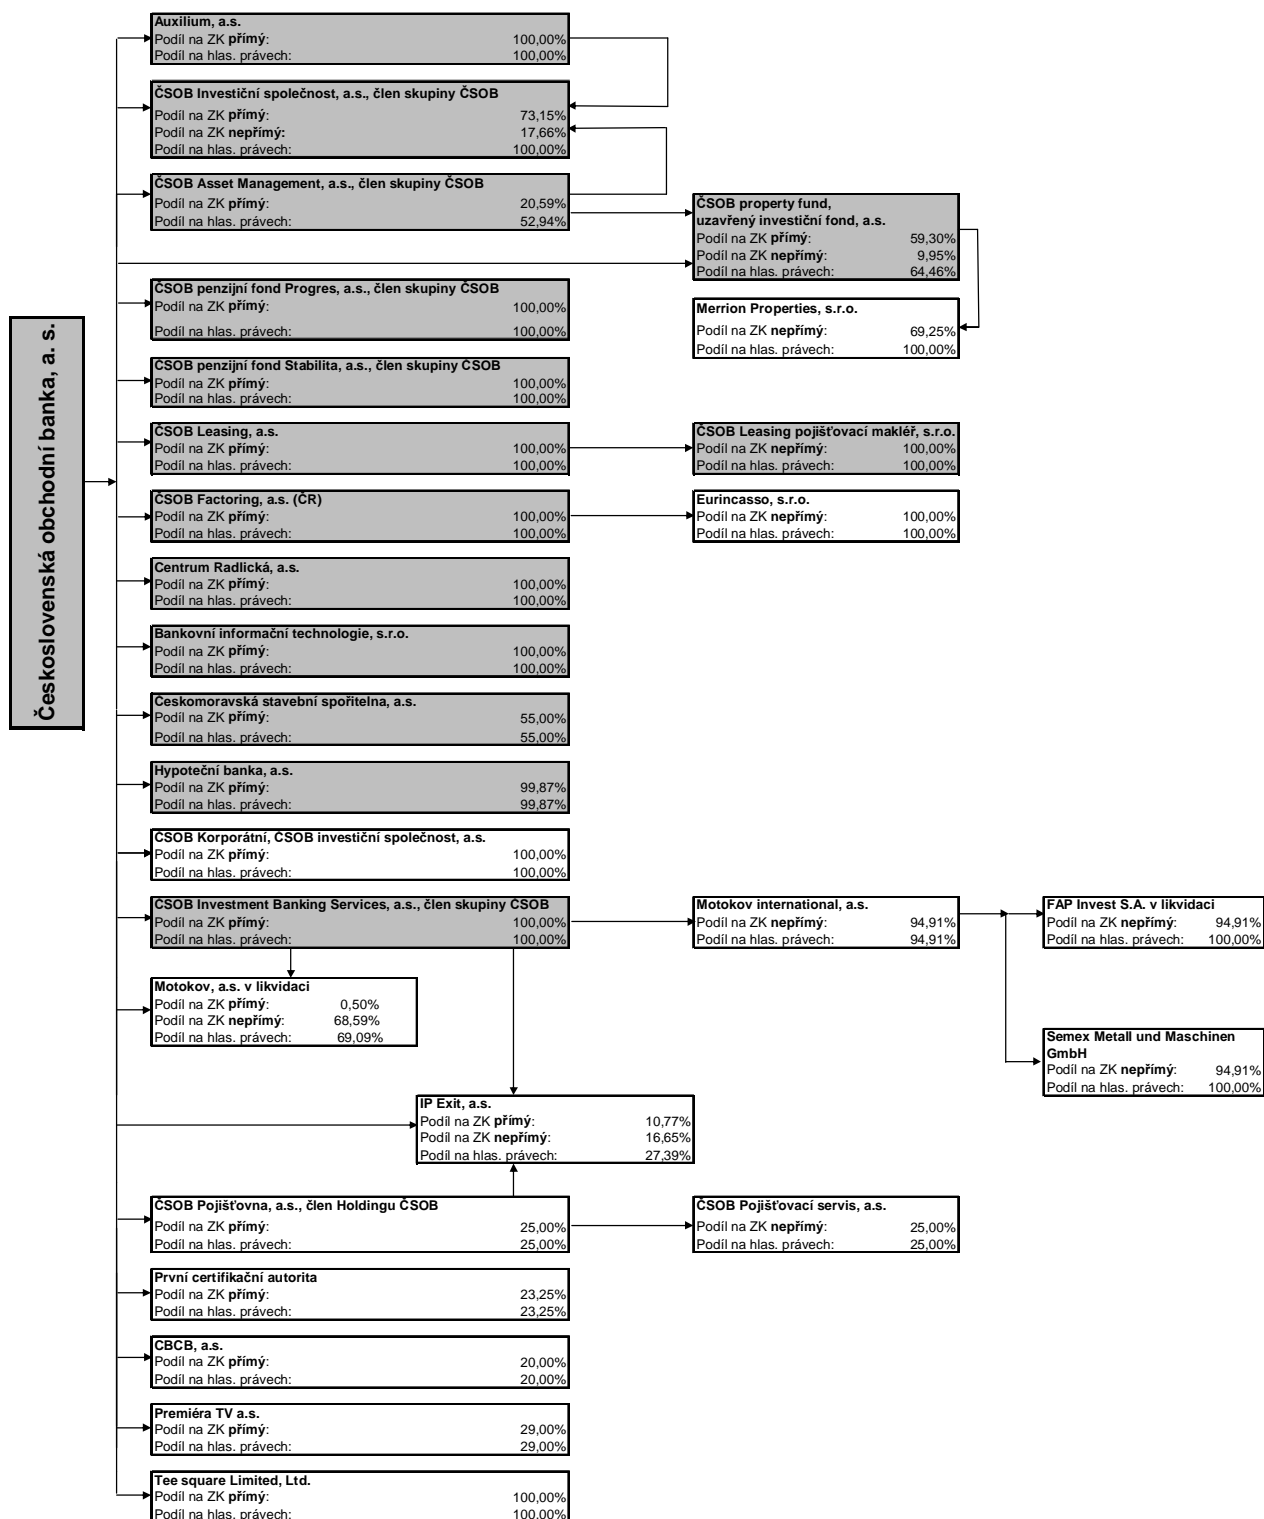 Československá obchodní banka, a. s.
Auxilium, a.s.
Podíl na ZK přímý: 100,00%
Podíl na hlas. právech: 100,00%
ČSOB Investiční společnost, a.s., člen skupiny ČSOB
Podíl na ZK přímý: 73,15%
Podíl na ZK nepřímý: 17,66%
Podíl na hlas. právech: 100,00%
ČSOB Asset Management, a.s., člen skupiny ČSOB
Podíl na ZK přímý: 20,59%
Podíl na hlas. právech: 52,94%
ČSOB property fund,
uzavřený investiční fond, a.s.
Podíl na ZK přímý: 59,30%
Podíl na ZK nepřímý: 9,95%
Podíl na hlas. právech: 64,46%
ČSOB penzijní fond Progres, a.s., člen skupiny ČSOB
Podíl na ZK přímý: 100,00%
Podíl na hlas. právech: 100,00%
Merrion Properties, s.r.o.
Podíl na ZK nepřímý: 69,25%
Podíl na hlas. právech: 100,00%
ČSOB penzijní fond Stabilita, a.s., člen skupiny ČSOB
Podíl na ZK přímý: 100,00%
Podíl na hlas. právech: 100,00%
ČSOB Leasing, a.s.
Podíl na ZK přímý: 100,00%
Podíl na hlas. právech: 100,00%
ČSOB Leasing pojišťovací makléř, s.r.o.
Podíl na ZK nepřímý: 100,00%
Podíl na hlas. právech: 100,00%
ČSOB Factoring, a.s. (ČR)
Podíl na ZK přímý: 100,00%
Podíl na hlas. právech: 100,00%
Eurincasso, s.r.o.
Podíl na ZK nepřímý: 100,00%
Podíl na hlas. právech: 100,00%
Centrum Radlická, a.s.
Podíl na ZK přímý: 100,00%
Podíl na hlas. právech: 100,00%
Bankovní informační technologie, s.r.o.
Podíl na ZK přímý: 100,00%
Podíl na hlas. právech: 100,00%
Českomoravská stavební spořitelna, a.s.
Podíl na ZK přímý: 55,00%
Podíl na hlas. právech: 55,00%
Hypoteční banka, a.s.
Podíl na ZK přímý: 99,87%
Podíl na hlas. právech: 99,87%
ČSOB Korporátní, ČSOB investiční společnost, a.s.
Podíl na ZK přímý: 100,00%
Podíl na hlas. právech: 100,00%
ČSOB Investment Banking Services, a.s., člen skupiny ČSOB
Podíl na ZK přímý: 100,00%
Podíl na hlas. právech: 100,00%
Motokov international, a.s.
Podíl na ZK nepřímý: 94,91%
Podíl na hlas. právech: 94,91%
FAP Invest S.A. v likvidaci
Podíl na ZK nepřímý: 94,91%
Podíl na hlas. právech: 100,00%
Motokov, a.s. v likvidaci
Podíl na ZK přímý: 0,50%
Podíl na ZK nepřímý: 68,59%
Podíl na hlas. právech: 69,09%
Semex Metall und Maschinen
GmbH
Podíl na ZK nepřímý: 94,91%
Podíl na hlas. právech: 100,00%
IP Exit, a.s.
Podíl na ZK přímý: 10,77%
Podíl na ZK nepřímý: 16,65%
Podíl na hlas. právech: 27,39%
ČSOB Pojišťovna, a.s., člen Holdingu ČSOB
Podíl na ZK přímý: 25,00%
Podíl na hlas. právech: 25,00%
ČSOB Pojišťovací servis, a.s.
Podíl na ZK nepřímý: 25,00%
Podíl na hlas. právech: 25,00%
První certifikační autorita
Podíl na ZK přímý: 23,25%
Podíl na hlas. právech: 23,25%
CBCB, a.s.
Podíl na ZK přímý: 20,00%
Podíl na hlas. právech: 20,00%
Premiéra TV a.s.
Podíl na ZK přímý: 29,00%
Podíl na hlas. právech: 29,00%
Tee square Limited, Ltd.
Podíl na ZK přímý: 100,00%
Podíl na hlas. právech: 100,00%